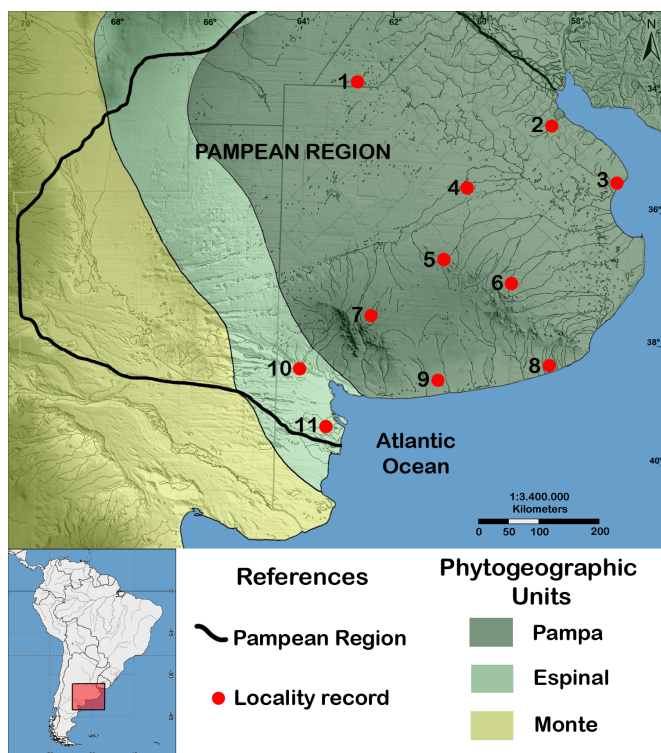 70° 66° 62° 60° 58°
34°
1
2
PAMPEAN REGION
3
4
36°
5
6
7
38°
8
10
9
11
Atlantic
Ocean
40°
1:3.400.000
Kilometers
0 50 100 200
References
Pampean Region
Locality record
Phytogeographic
Units
Pampa
Espinal
Monte